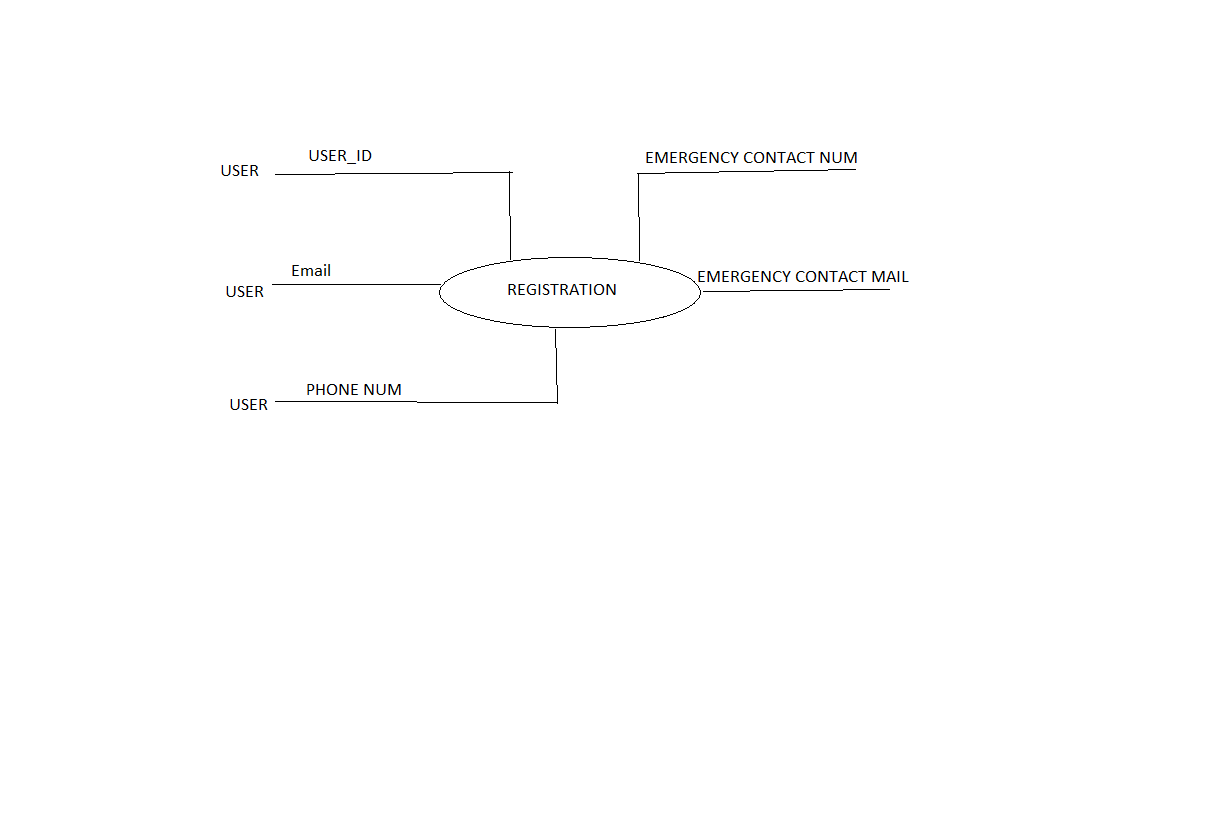 USER_ID
EMERGENCY CONTACT NUM
USER
Email
EMERGENCY CONTACT MAIL
USER
REGISTRATION
PHONE NUM
USER